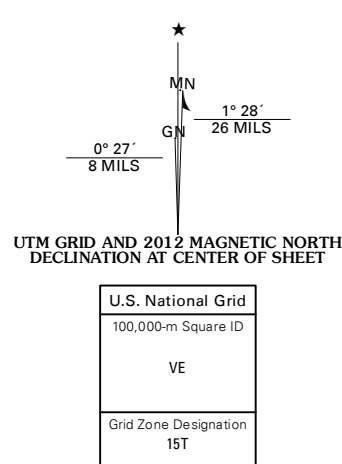 ★
MN
1° 28´
26 MILS
GN
0° 27´
8 MILS
UTM GRID AND 2012 MAGNETIC NORTH
DECLINATION AT CENTER OF SHEET
U.S. National Grid
100,000-m Square ID
VE
Grid Zone Designation
15T